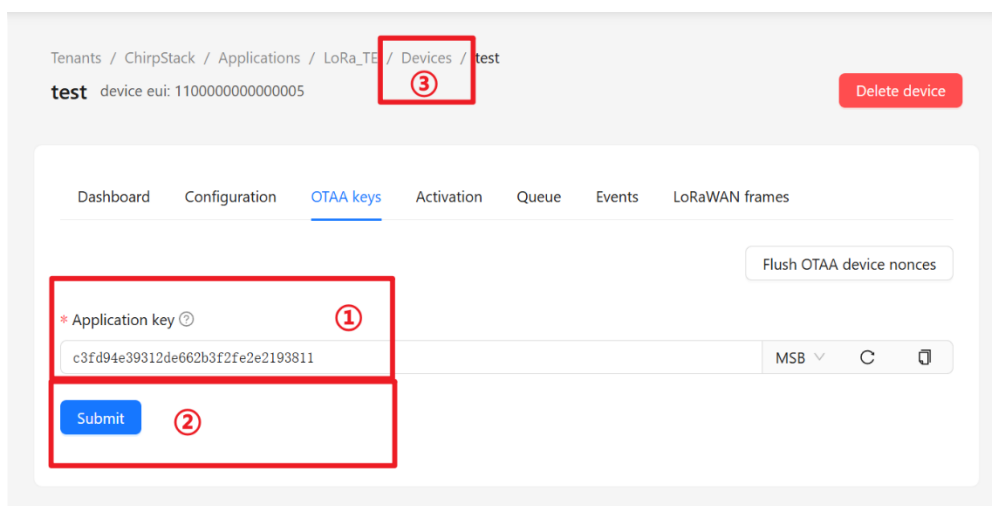 Tenants / ChirpStack / Applications / LoRa_TE / Devices / test
③
test device eui: 1100000000000005
Delete device
Dashboard Configuration OTAA keys Activation Queue Events LoRaWAN frames
Flush OTAA device nonces
①
* Application key
c3fd94e39312de662b3f2fe2e2193811 MSB
Submit ②